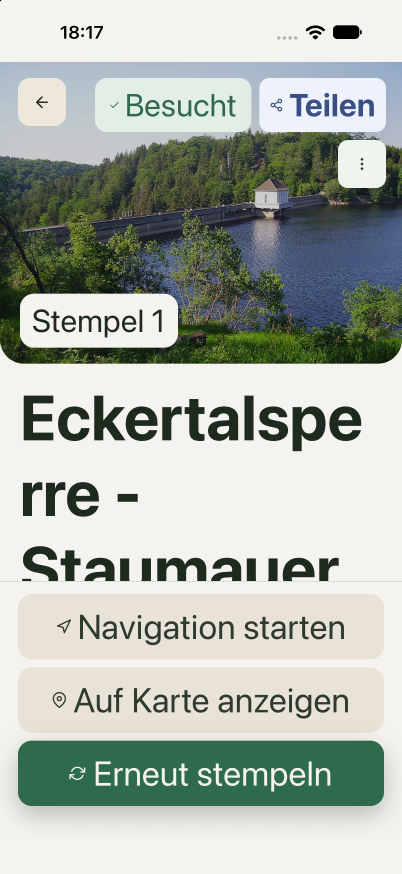 18:17
Besucht
Teilen
Stempel 1
Eckertalspe
rre -
Staumauer
Navigation starten
Auf Karte anzeigen
Erneut stempeln